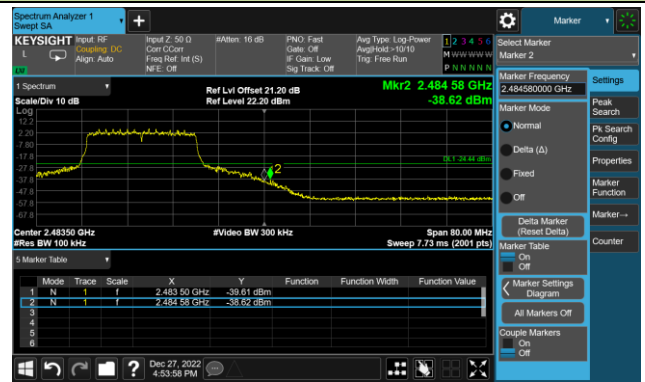 Spectrum Analyzer 1
Swept SA
Marker
KEYSIGHT Input: RF Input Z: 50 Ω #Atten: 16 dB PNO: Fast Avg Type: Log-Power 1 2 3 4 5 6
Coupling: DC Corr CCorr Gate: Off Avg|Hold:>10/10 M W W W W W
Align: Auto Freq Ref: Int (S) IF Gain: Low Trig: Free Run
NFE: Off Sig Track: Off P N N N N N
LW
Select Marker
Marker 2
1 Spectrum
Ref Lvl Offset 21.20 dB
Mkr2 2.484 58 GHz
Scale/Div 10 dB
Ref Level 22.20 dBm
-38.62 dBm
Log
12.2
2.20
-7.80
-17.8
-27.8
-37.8
-47.8
-57.8
-67.8
DL1 -24.44 dBm
2
Center 2.48350 GHz
#Video BW 300 kHz
Span 80.00 MHz
#Res BW 100 kHz
Sweep 7.73 ms (2001 pts)
5 Marker Table
Mode Trace Scale X Y Function Function Width Function Value
1 N 1 f 2.483 50 GHz -39.61 dBm
2 N 1 f 2.484 58 GHz -38.62 dBm
3
4
5
6
Marker Frequency
2.484580000 GHz
Marker Mode
Normal
Delta (Δ)
Fixed
Off
Delta Marker
(Reset Delta)
Marker Table
On
Off
Marker Settings
Diagram
All Markers Off
Couple Markers
On
Off
Settings
Peak
Search
Pk Search
Config
Properties
Marker
Function
Marker→
Counter
Dec 27, 2022
4:53:58 PM